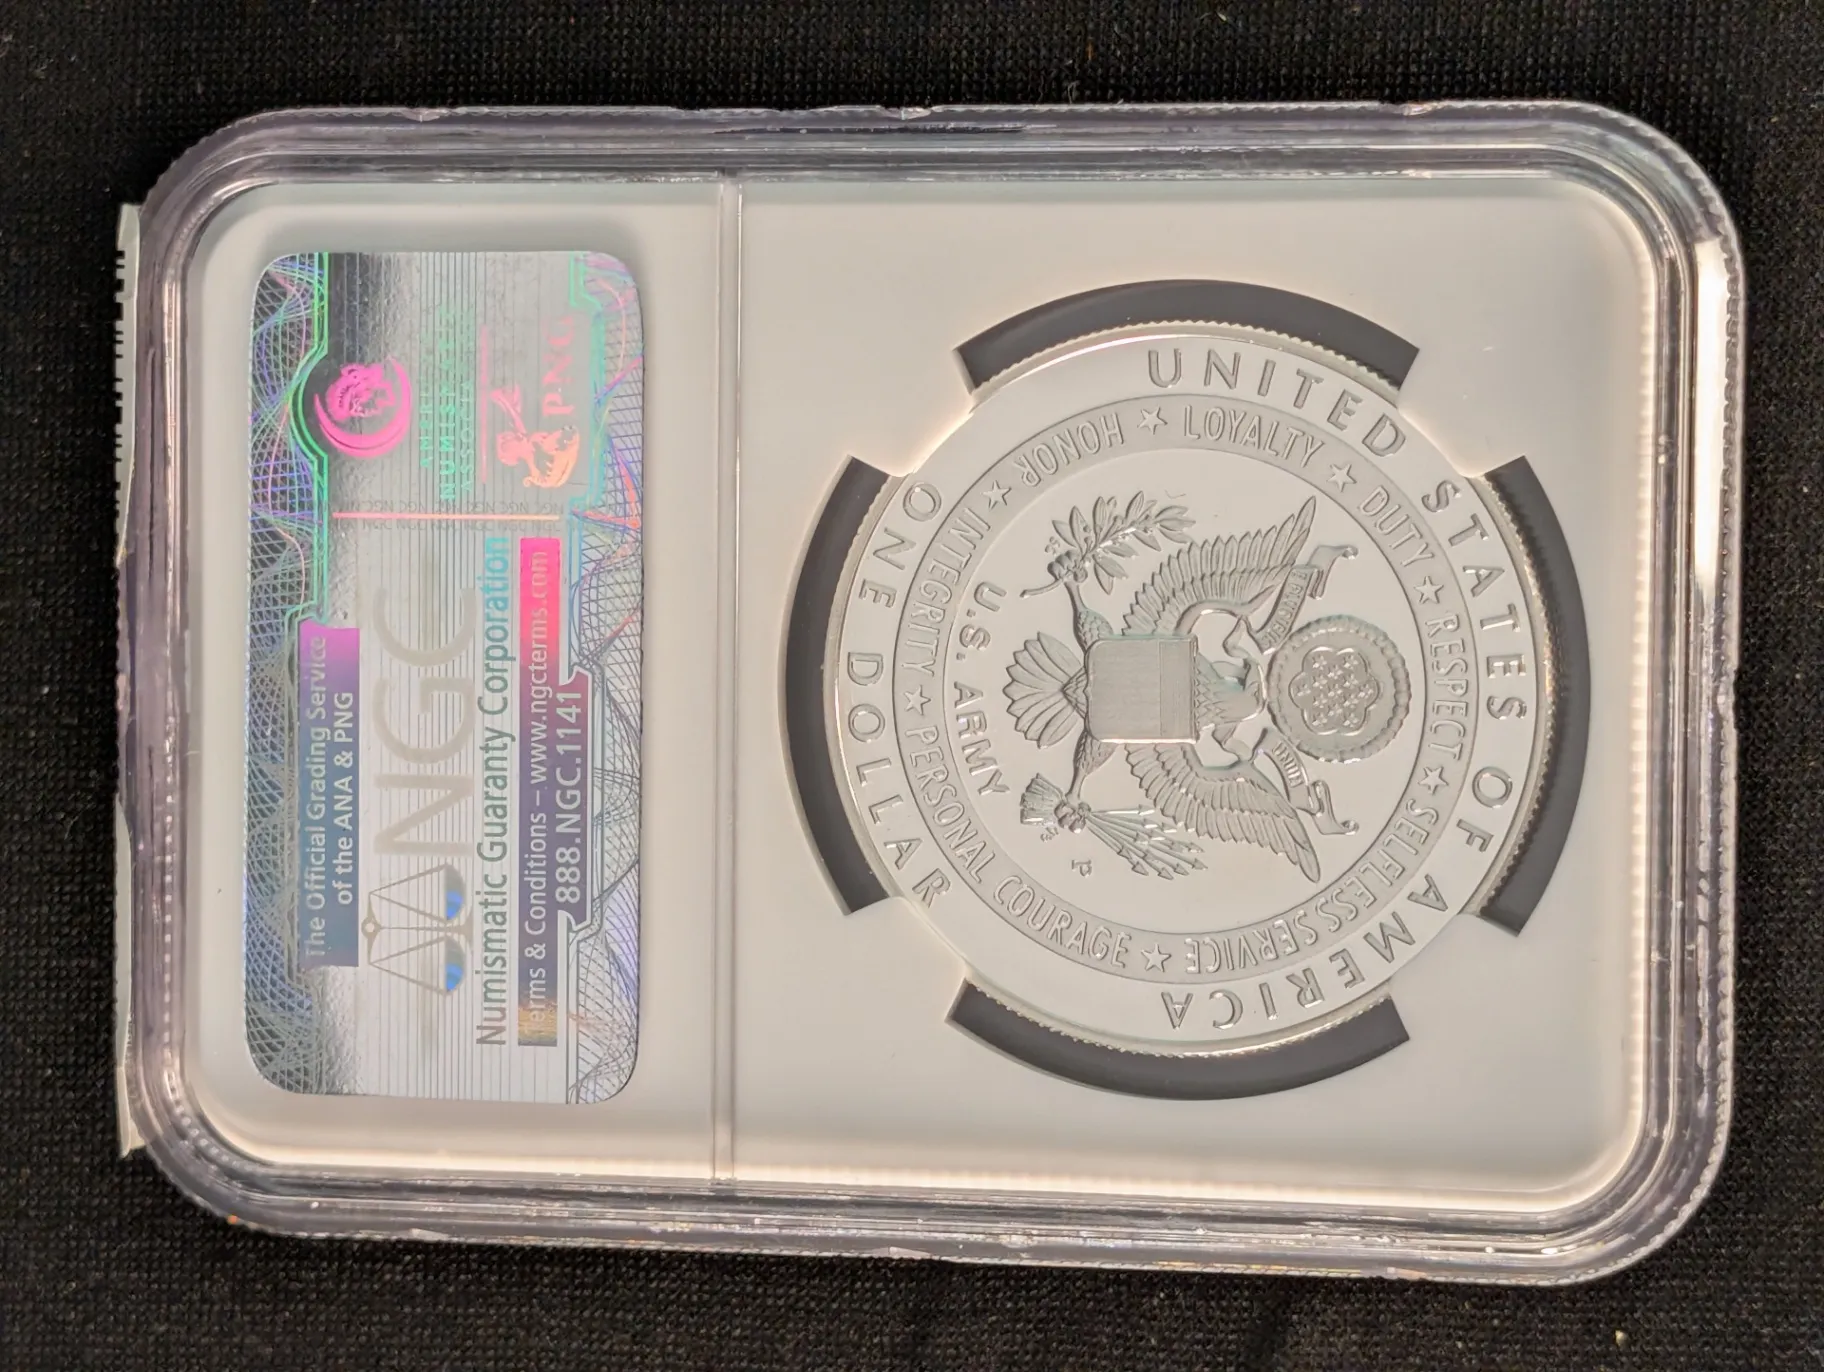 The Official Grading Service
of the ANA & PNG
NGC
Numismatic Guaranty Corporation
Terms & Conditions – www.ngcterms.com
888.NGC.1141
PNG
UNITED STATES OF AMERICA
ONE DOLLAR
LOYALTY ★ DUTY ★ RESPECT ★ SELFLESS SERVICE ★ HONOR ★ INTEGRITY ★ PERSONAL COURAGE ★
U.S. ARMY
P